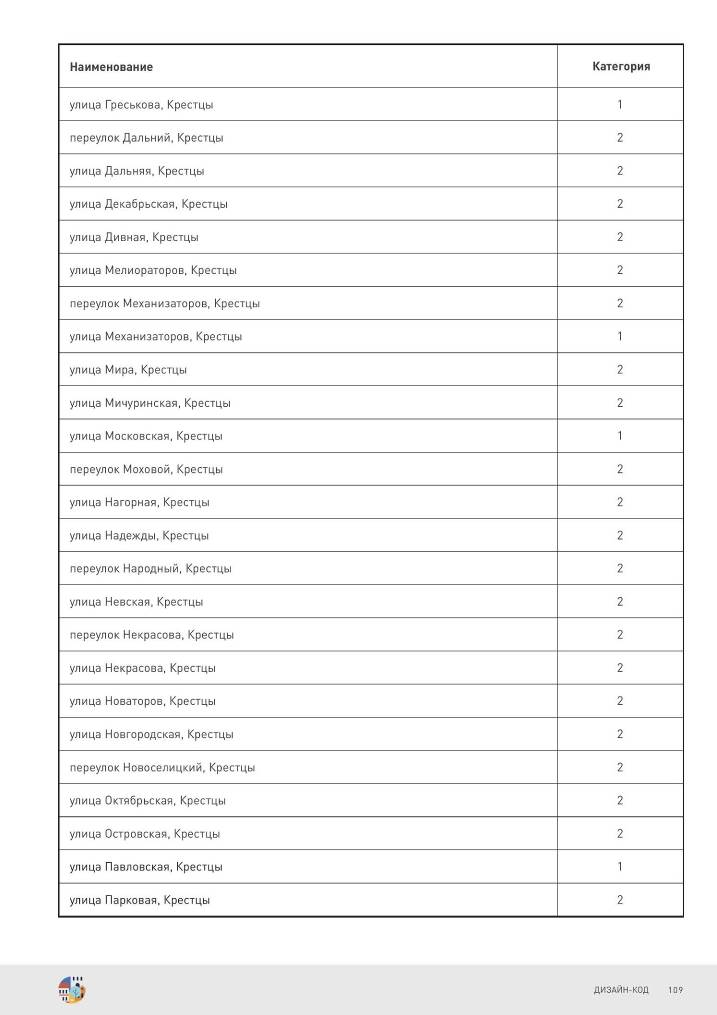 Наименование Категория
улица Греськова, Крестцы 1
переулок Дальний, Крестцы 2
улица Дальняя, Крестцы 2
улица Декабрьская, Крестцы 2
улица Дивная, Крестцы 2
улица Мелиораторов, Крестцы 2
переулок Механизаторов, Крестцы 2
улица Механизаторов, Крестцы 1
улица Мира, Крестцы 2
улица Мичуринская, Крестцы 2
улица Московская, Крестцы 1
переулок Моховой, Крестцы 2
улица Нагорная, Крестцы 2
улица Надежды, Крестцы 2
переулок Народный, Крестцы 2
улица Невская, Крестцы 2
переулок Некрасова, Крестцы 2
улица Некрасова, Крестцы 2
улица Новаторов, Крестцы 2
улица Новгородская, Крестцы 2
переулок Новоселицкий, Крестцы 2
улица Октябрьская, Крестцы 2
улица Островская, Крестцы 2
улица Павловская, Крестцы 1
улица Парковая, Крестцы 2
ДИЗАЙН-КОД 109